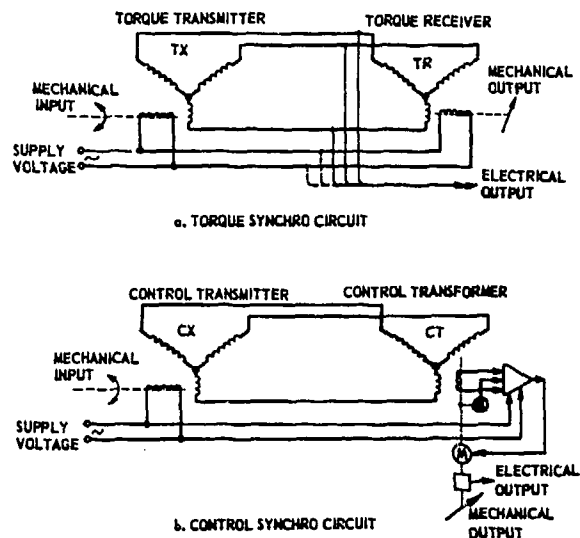 TORQUE TRANSMITTER
TORQUE RECEIVER
TX
TR
MECHANICAL
INPUT
MECHANICAL
OUTPUT
SUPPLY
VOLTAGE
~
ELECTRICAL
OUTPUT
a. TORQUE SYNCHRO CIRCUIT
CONTROL TRANSMITTER
CONTROL TRANSFORMER
CX
CT
MECHANICAL
INPUT
SUPPLY
VOLTAGE
~
M
ELECTRICAL
OUTPUT
MECHANICAL
OUTPUT
b. CONTROL SYNCHRO CIRCUIT